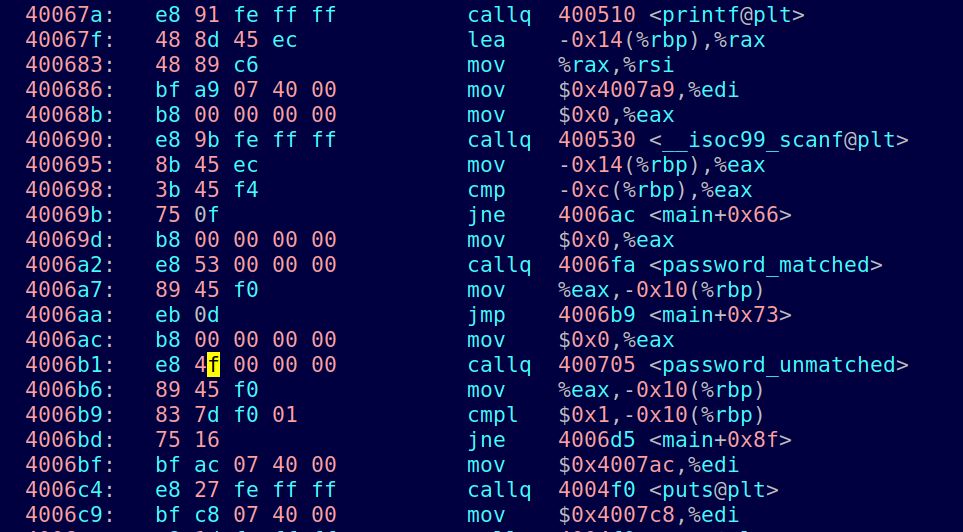 40067a: e8 91 fe ff ff callq 400510 <printf@plt>
40067f: 48 8d 45 ec lea -0x14(%rbp),%rax
400683: 48 89 c6 mov %rax,%rsi
400686: bf a9 07 40 00 mov $0x4007a9,%edi
40068b: b8 00 00 00 00 mov $0x0,%eax
400690: e8 9b fe ff ff callq 400530 <__isoc99_scanf@plt>
400695: 8b 45 ec mov -0x14(%rbp),%eax
400698: 3b 45 f4 cmp -0xc(%rbp),%eax
40069b: 75 0f jne 4006ac <main+0x66>
40069d: b8 00 00 00 00 mov $0x0,%eax
4006a2: e8 53 00 00 00 callq 4006fa <password_matched>
4006a7: 89 45 f0 mov %eax,-0x10(%rbp)
4006aa: eb 0d jmp 4006b9 <main+0x73>
4006ac: b8 00 00 00 00 mov $0x0,%eax
4006b1: e8 4f 00 00 00 callq 400705 <password_unmatched>
4006b6: 89 45 f0 mov %eax,-0x10(%rbp)
4006b9: 83 7d f0 01 cmpl $0x1,-0x10(%rbp)
4006bd: 75 16 jne 4006d5 <main+0x8f>
4006bf: bf ac 07 40 00 mov $0x4007ac,%edi
4006c4: e8 27 fe ff ff callq 4004f0 <puts@plt>
4006c9: bf c8 07 40 00 mov $0x4007c8,%edi